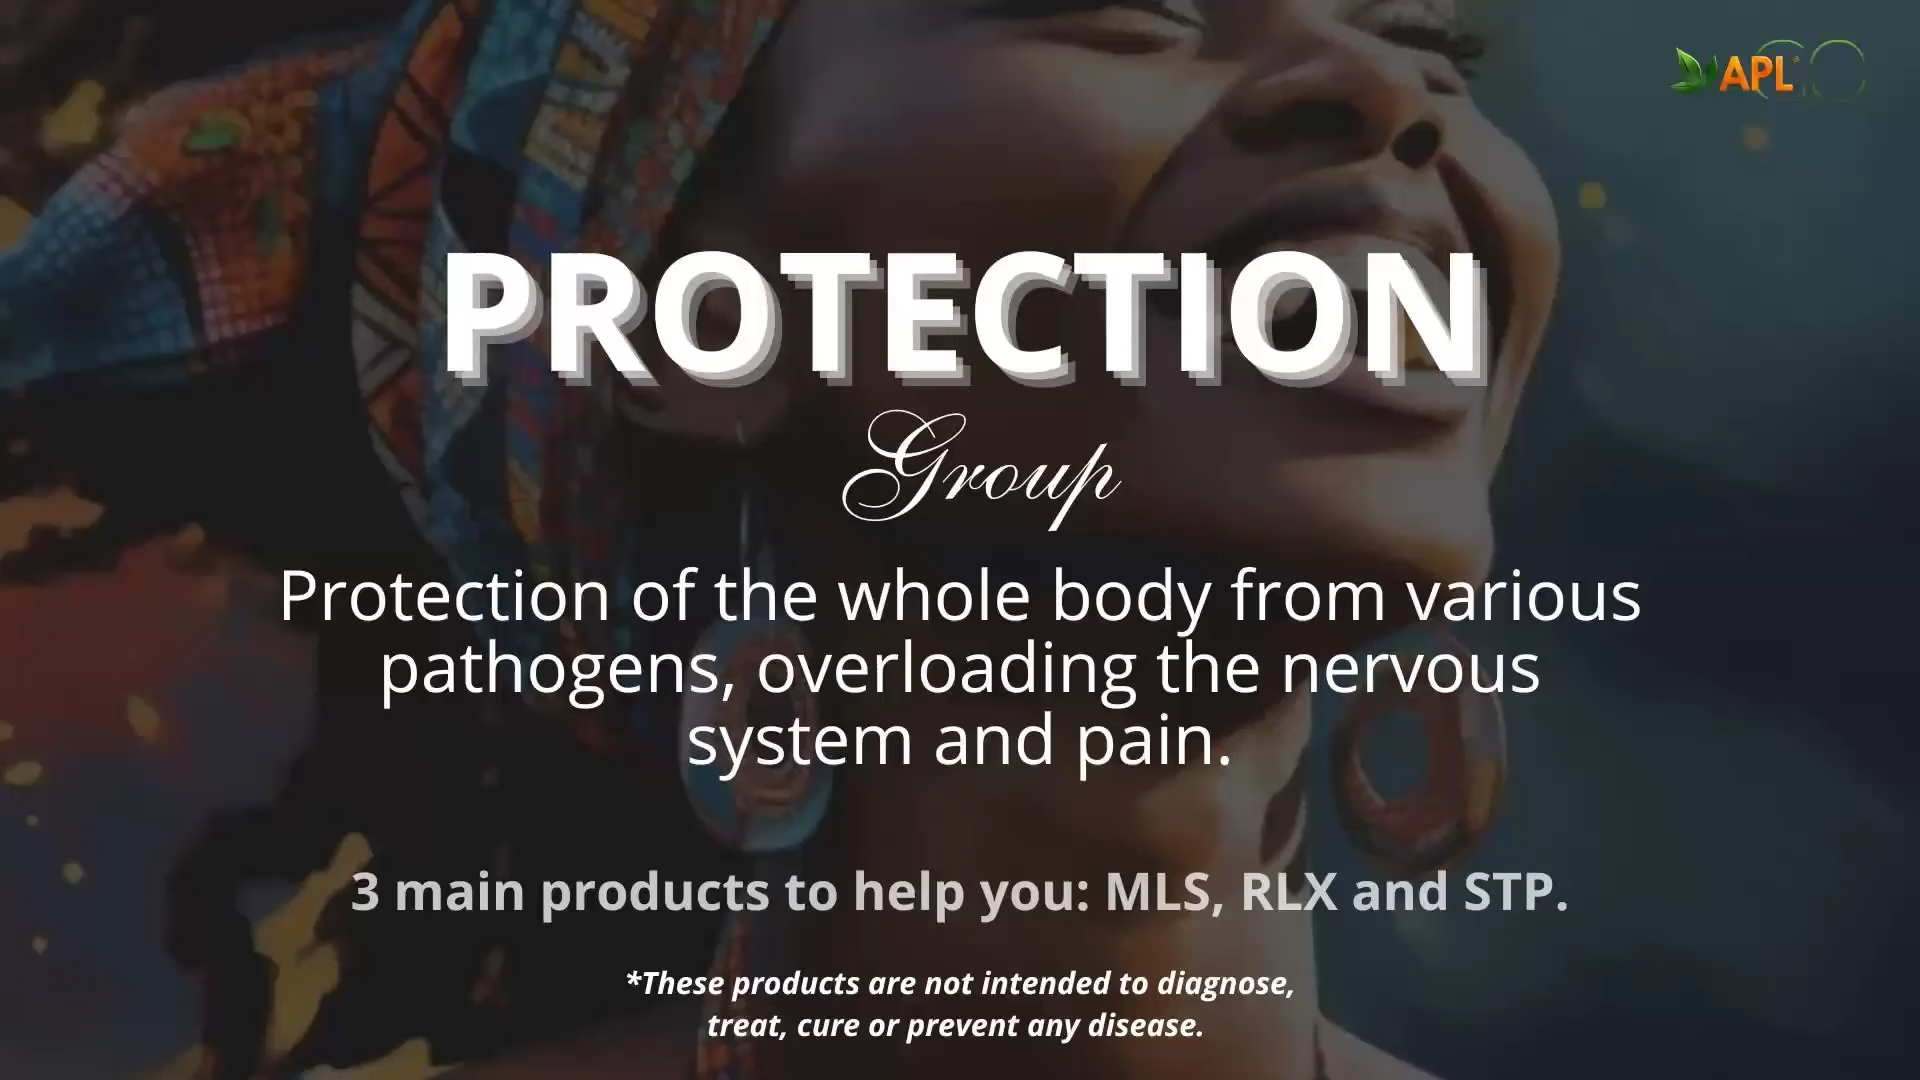 APL GO
PROTECTION
Group
Protection of the whole body from various
pathogens, overloading the nervous
system and pain.
3 main products to help you: MLS, RLX and STP.
*These products are not intended to diagnose,
treat, cure or prevent any disease.